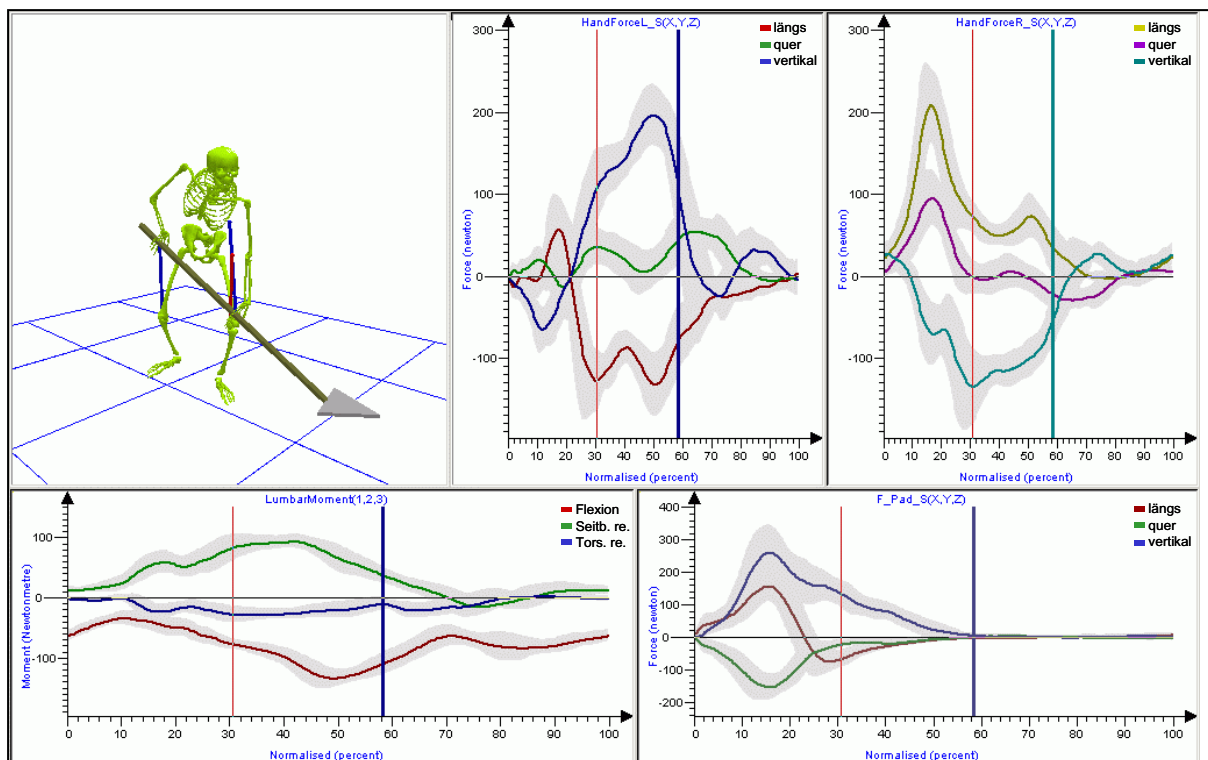 HandForceL_S(X,Y,Z)
längs
quer
vertikal
300
200
100
0
-100
Force (newton)
0 10 20 30 40 50 60 70 80 90 100
Normalised (percent)
HandForceR_S(X,Y,Z)
längs
quer
vertikal
300
200
100
0
-100
Force (newton)
0 10 20 30 40 50 60 70 80 90 100
Normalised (percent)
LumbarMoment(1,2,3)
Flexion
Seitb. re.
Tors. re.
100
0
-100
Moment (Newtonmetre)
0 10 20 30 40 50 60 70 80 90 100
Normalised (percent)
F_Pad_S(X,Y,Z)
längs
quer
vertikal
400
300
200
100
0
-100
-200
Force (newton)
0 10 20 30 40 50 60 70 80 90 100
Normalised (percent)